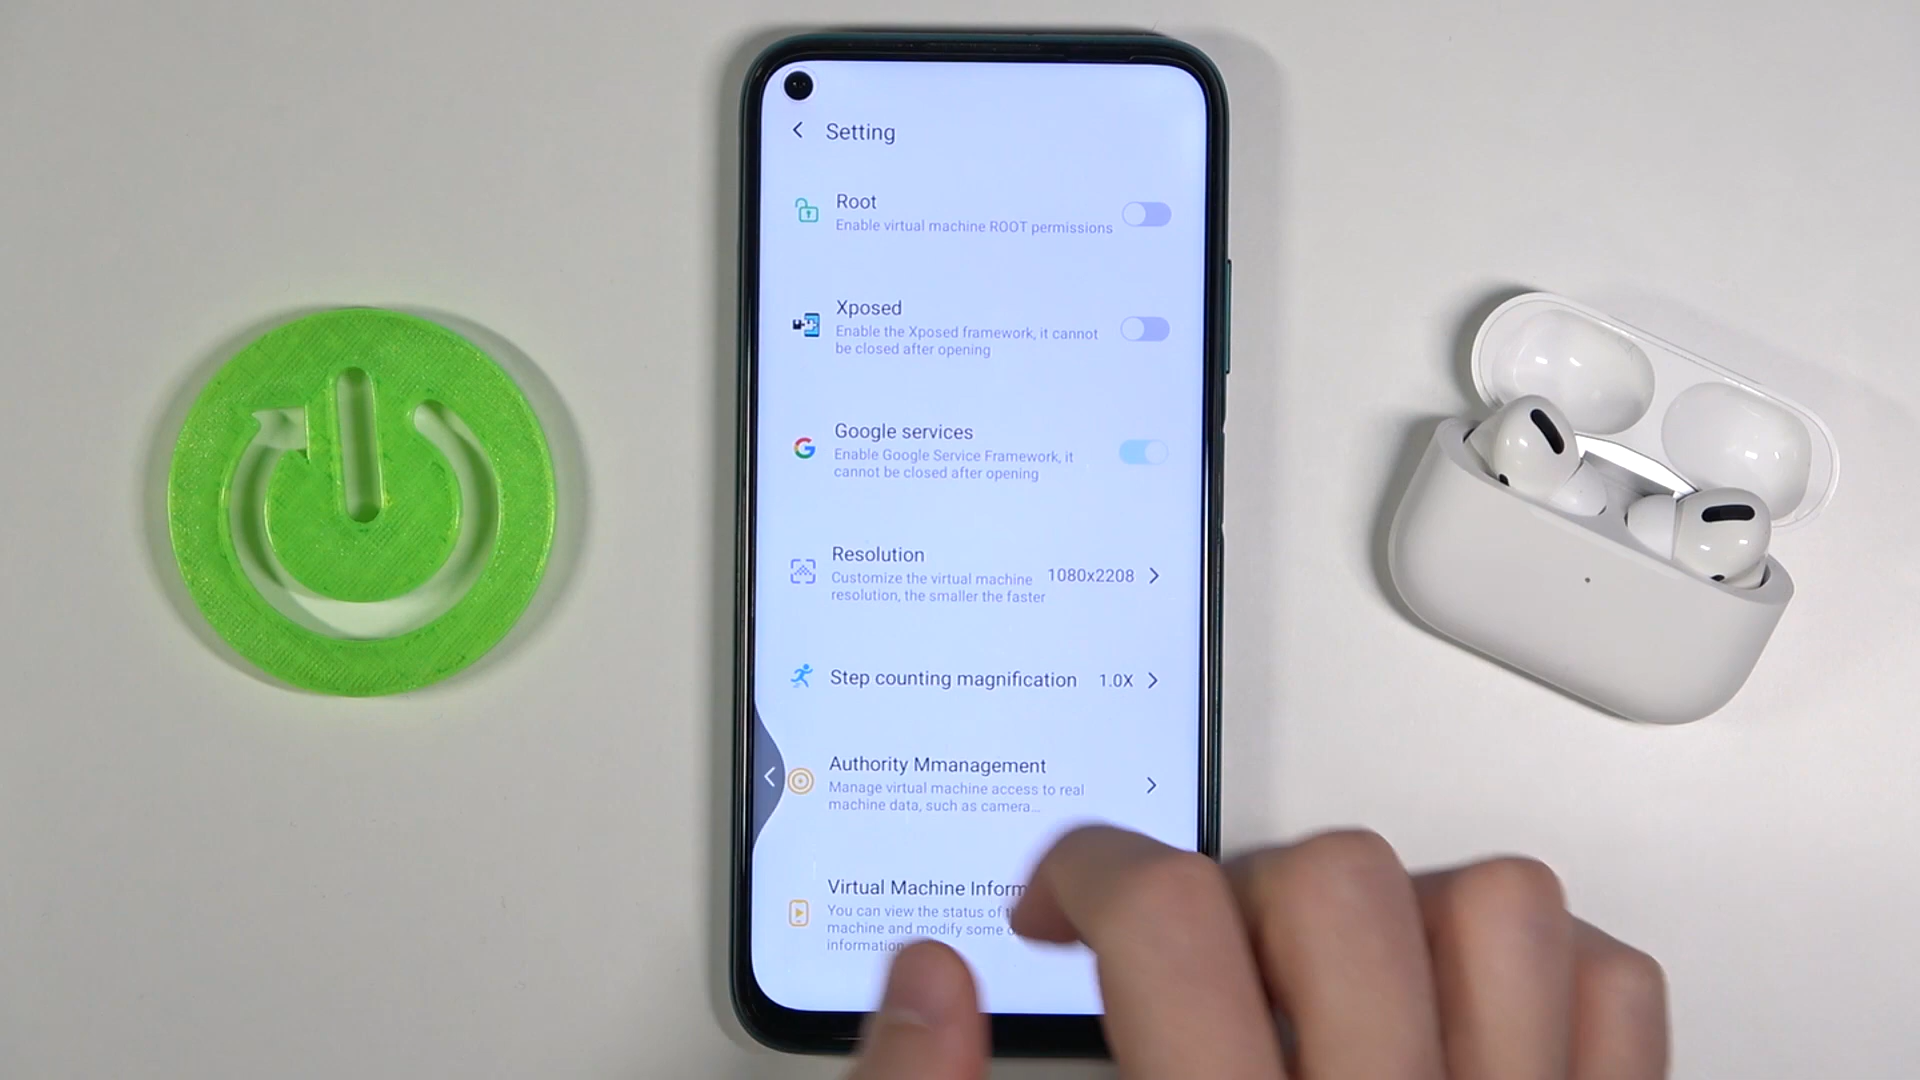 Setting
Root
Enable virtual machine ROOT permissions
Xposed
Enable the Xposed framework, it cannot
be closed after opening
Google services
Enable Google Service Framework, it
cannot be closed after opening
Resolution
Customize the virtual machine
resolution, the smaller the faster
1080x2208
Step counting magnification
1.0X
Authority Mmanagement
Manage virtual machine access to real
machine data, such as camera...
Virtual Machine
You can view the status of
machine and modify some
information